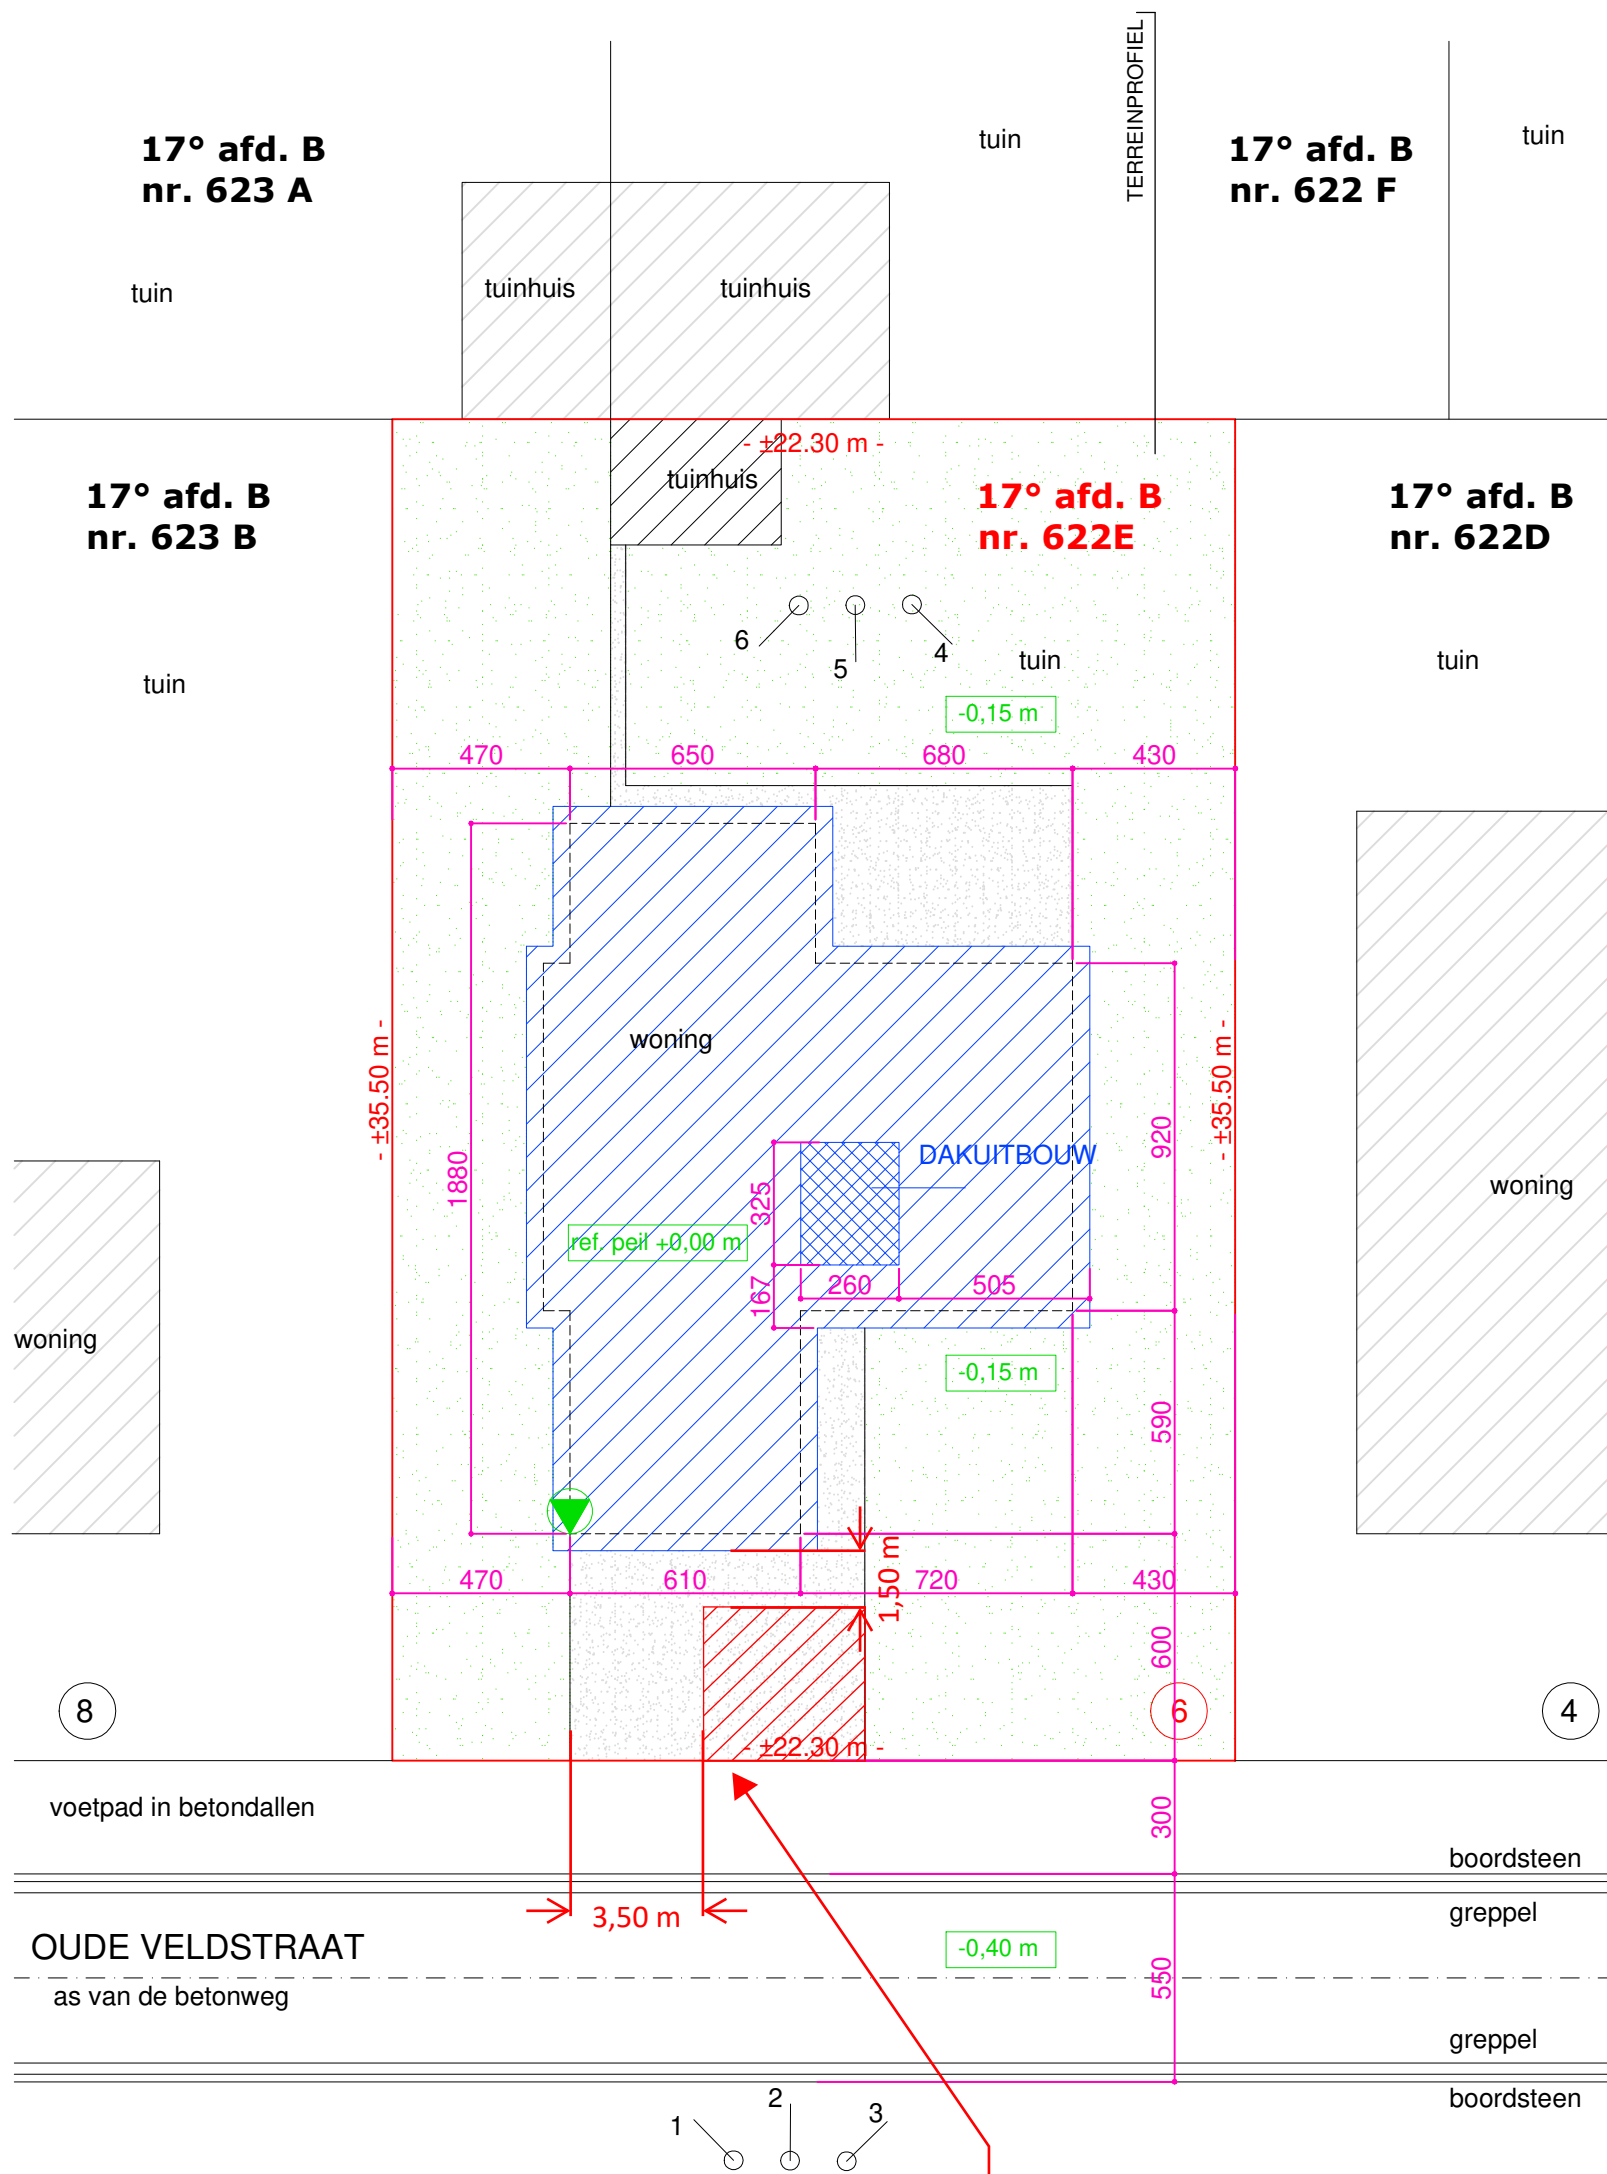 TERREINPROFIEL
17° afd. B
nr. 623 A
tuin
17° afd. B
nr. 622 F
tuin
tuin
tuinhuis
tuinhuis
- ±22.30 m -
tuinhuis
17° afd. B
nr. 623 B
17° afd. B
nr. 622E
17° afd. B
nr. 622D
6
5
4
tuin
tuin
tuin
-0,15 m
470
650
680
430
woning
- ±35.50 m -
- ±35.50 m -
1880
920
DAKUITBOUW
325
woning
ref. peil +0,00 m
167
260
505
woning
-0,15 m
590
1,50 m
470
610
720
430
600
8
6
4
- ±22.30 m -
voetpad in betondallen
300
boordsteen
3,50 m
greppel
OUDE VELDSTRAAT
-0,40 m
550
as van de betonweg
greppel
boordsteen
1
2
3